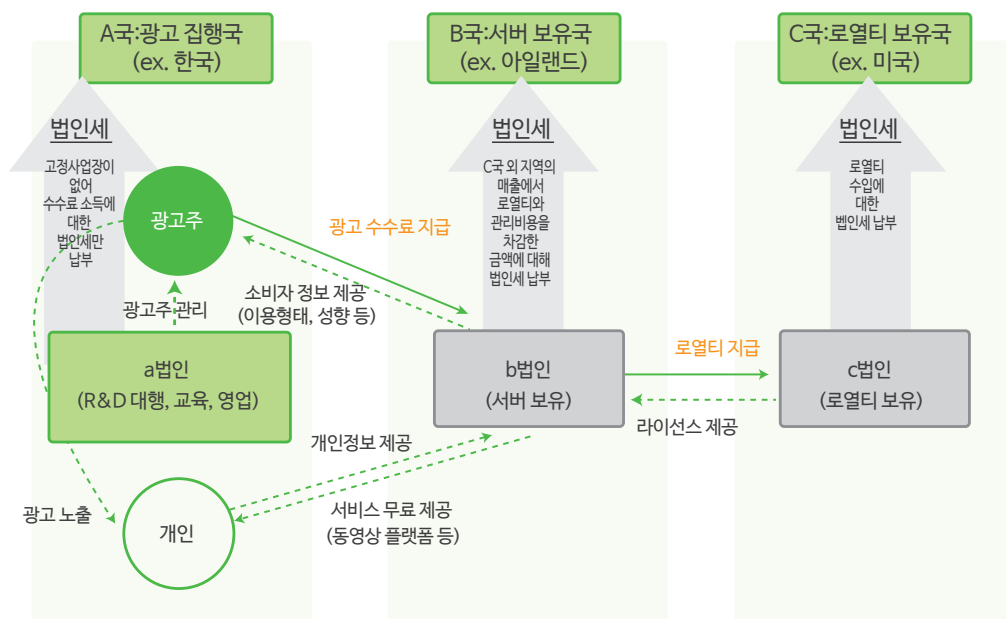 A국:광고 집행국
(ex. 한국)
B국:서버 보유국
(ex. 아일랜드)
C국:로열티 보유국
(ex. 미국)
법인세
고정사업장이
없어
수수료 소득에
대한
법인세만
납부
법인세
C국 외 지역의
매출에서
로열티와
관리비용을
차감한
금액에 대해
법인세 납부
법인세
로열티
수입에
대한
벱인세 납부
광고주
광고 수수료 지급
소비자 정보 제공
(이용형태, 성향 등)
광고주 관리
a법인
(R&D 대행, 교육, 영업)
b법인
(서버 보유)
로열티 지급
c법인
(로열티 보유)
라이선스 제공
개인정보 제공
광고 노출
개인
서비스 무료 제공
(동영상 플랫폼 등)